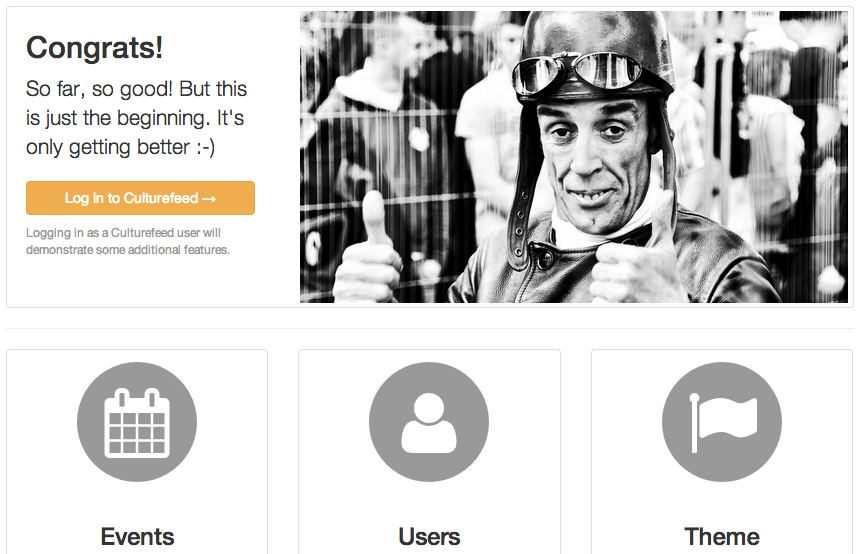 Congrats!
So far, so good! But this
is just the beginning. It's
only getting better :-)
Log in to Culturefeed →
Logging in as a Culturefeed user will
demonstrate some additional features.
Events
Users
Theme